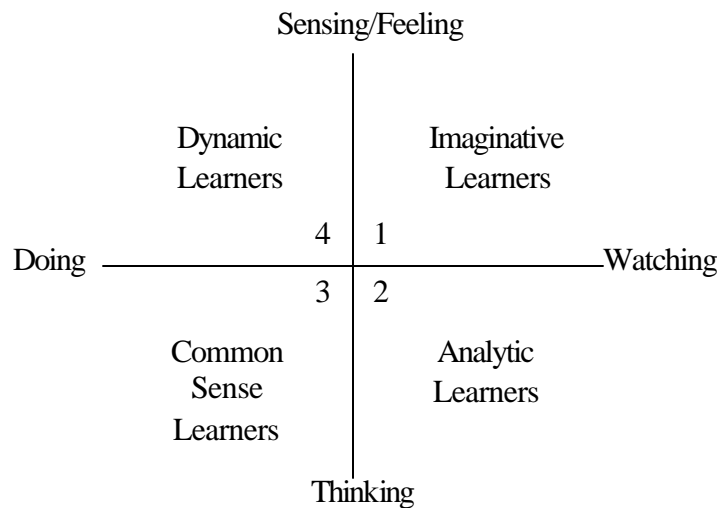 Sensing/Feeling
Dynamic
Learners
Imaginative
Learners
4
1
Doing
Watching
3
2
Common
Sense
Learners
Analytic
Learners
Thinking